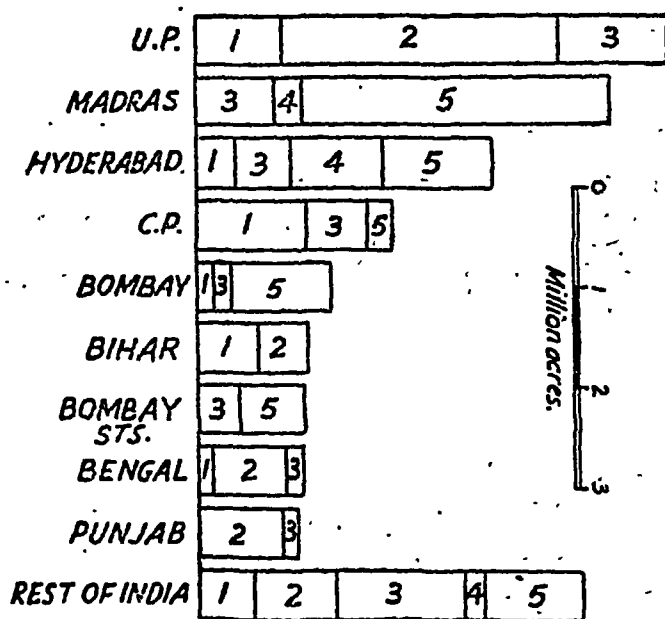 U.P. 1 2 3
MADRAS 3 4 5
HYDERABAD. 1 3 4 5
C.P. 1 3 5
BOMBAY 1 3 5
BIHAR 1 2
BOMBAY STS. 3 5
BENGAL 1 2 3
PUNJAB 2 3
REST OF INDIA 1 2 3 4 5
0
1
2
3
Million acres.